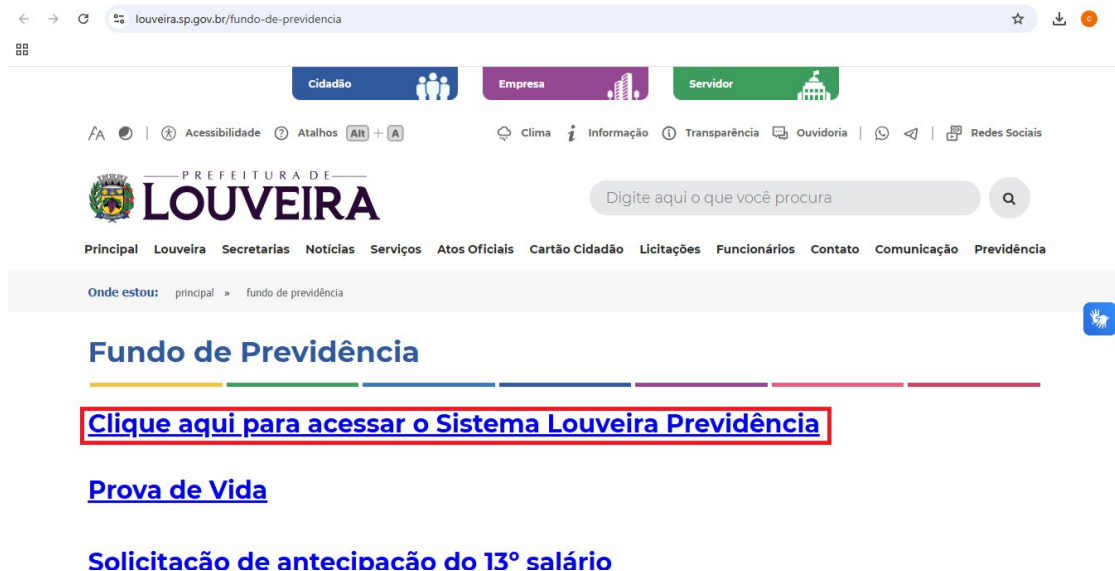 louveira.sp.gov.br/fundo-de-previdencia
Cidadão Empresa Servidor
Acessibilidade Atalhos Alt + A Clima Informação Transparência Ouvidoria Redes Sociais
PREFEITURA DE
LOUVEIRA
Digite aqui o que você procura
Principal Louveira Secretarias Notícias Serviços Atos Oficiais Cartão Cidadão Licitações Funcionários Contato Comunicação Previdência
Onde estou: principal » fundo de previdência
Fundo de Previdência
Clique aqui para acessar o Sistema Louveira Previdência
Prova de Vida
Solicitação de antecipação do 13º salário